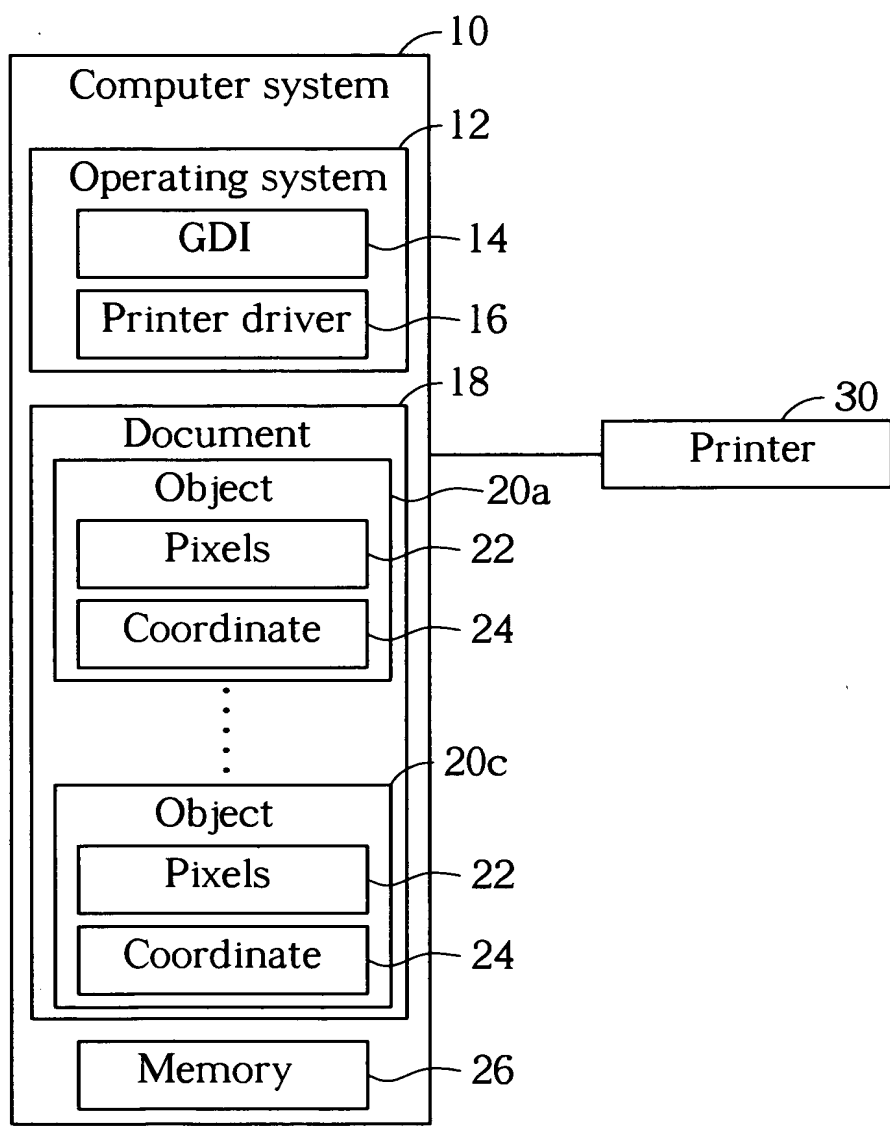 10
Computer system
12
Operating system
GDI
14
Printer driver
16
18
Document
30
Printer
Object
20a
Pixels
22
Coordinate
24
20c
Object
Pixels
22
Coordinate
24
Memory
26